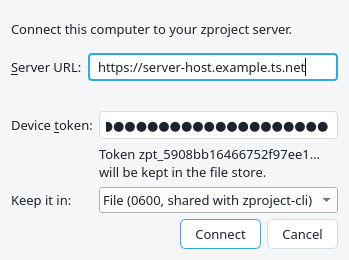 Connect this computer to your zproject server.
Server URL: https://server-host.example.ts.net
Device token: ●●●●●●●●●●●●●●●●●●●●
Token zpt_5908bb16466752f97ee1...
will be kept in the file store.
Keep it in: File (0600, shared with zproject-cli)
Connect Cancel